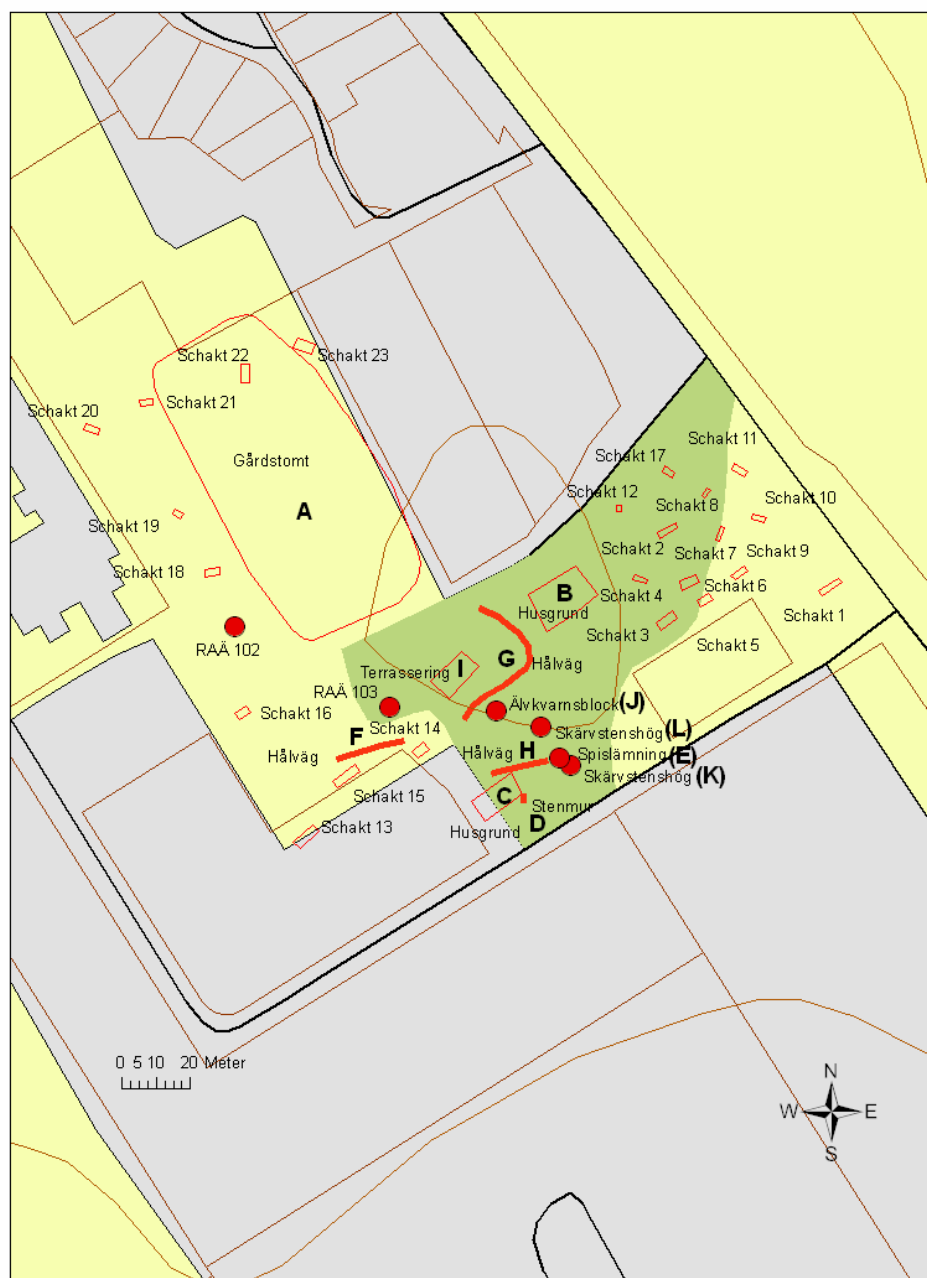 Schakt 22
Schakt 23
Schakt 21
Schakt 20
Gårdstomt
A
Schakt 19
Schakt 18
RAÄ 102
Schakt 11
Schakt 17
Schakt 12
Schakt 8
Schakt 10
Schakt 2
Schakt 7
Schakt 9
Schakt 4
Schakt 6
Schakt 3
Schakt 1
Schakt 5
B
Husgrund
Terrassering
I
G
Hålväg
RAÄ 103
Älvkvarnsblock (J)
Schakt 16
Schakt 14
Skärvstenshög (L)
F
Hålväg
Hålväg
H
Spislämning (E)
Skärvstenshög (K)
Schakt 15
C
Stenmur
Schakt 13
Husgrund
D
0 5 10 20 Meter
N
W
E
S